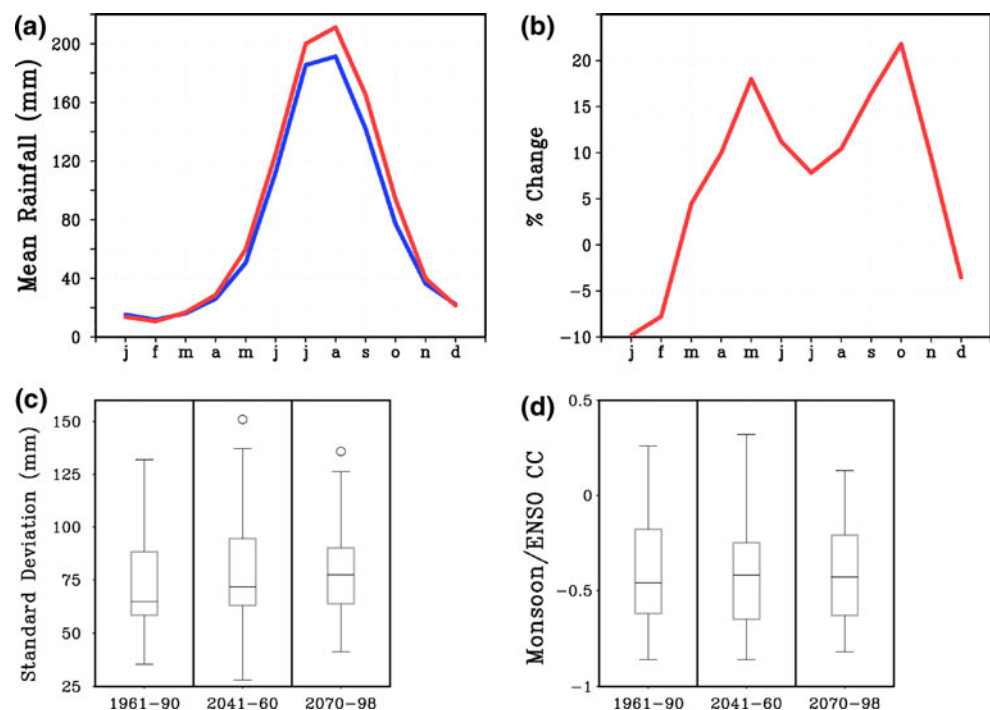 (a)
Mean Rainfall (mm)
200
160
120
80
40
0
j f m a m j j a s o n d
(b)
% Change
20
15
10
5
0
−5
−10
j f m a m j j a s o n d
(c)
Standard Deviation (mm)
150
125
100
75
50
25
1961−90 2041−60 2070−98
(d)
Monsoon/ENSO CC
0.5
0
−0.5
−1
1961−90 2041−60 2070−98